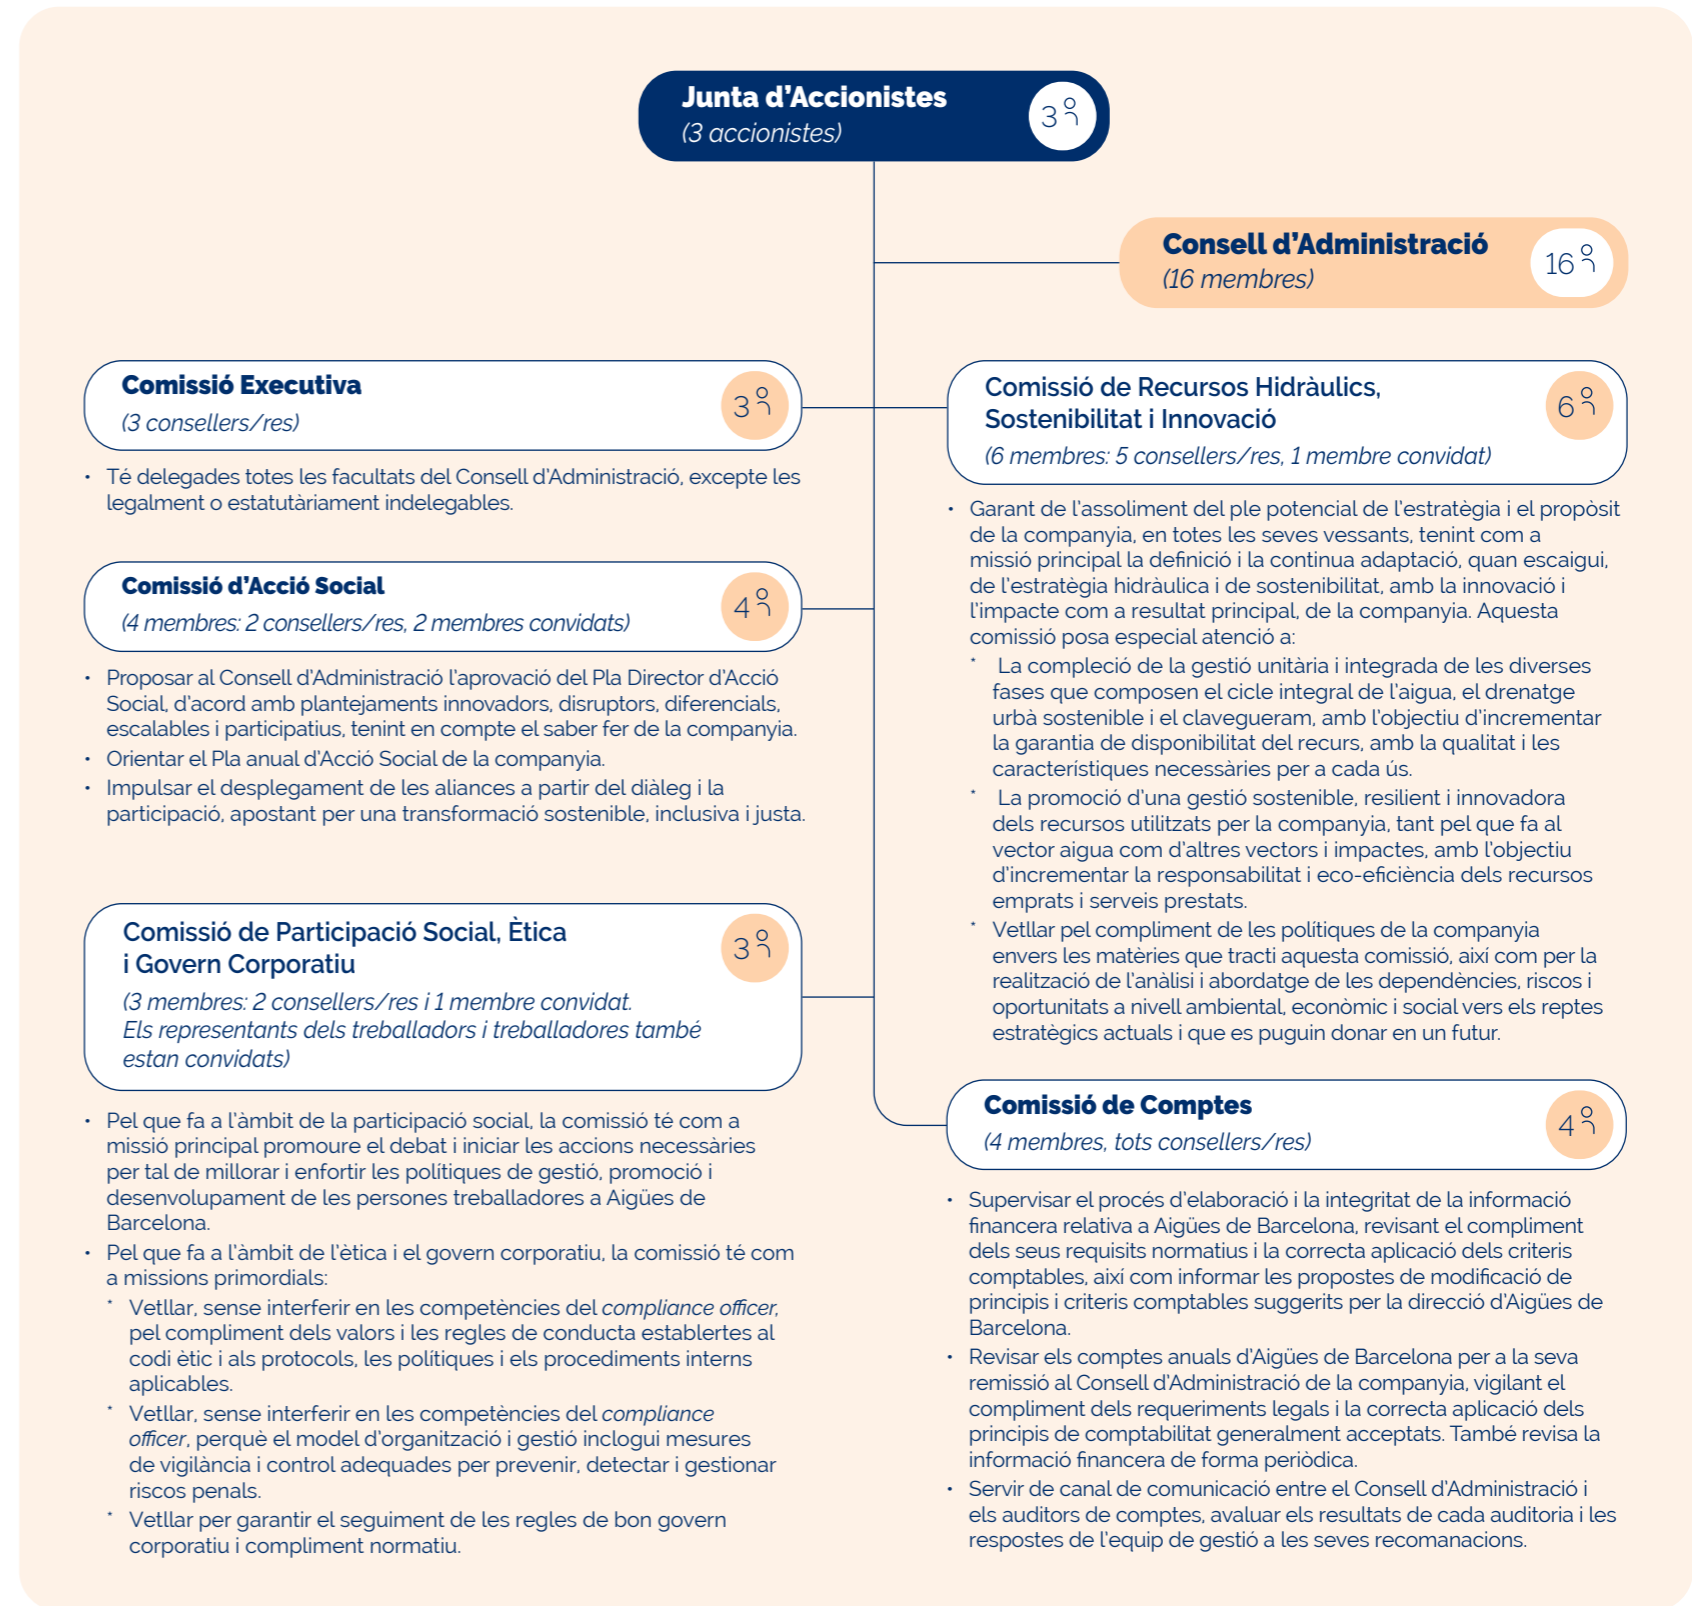 Junta d'Accionistes
(3 accionistes)
3
Consell d'Administració
(16 membres)
16
Comissió Executiva
(3 consellers/res)
3
• Té delegades totes les facultats del Consell d'Administració, excepte les
legalment o estatutàriament indelegables.
Comissió d'Acció Social
(4 membres: 2 consellers/res, 2 membres convidats)
4
• Proposar al Consell d'Administració l'aprovació del Pla Director d'Acció
Social, d'acord amb plantejaments innovadors, disruptors, diferencials,
escalables i participatius, tenint en compte el saber fer de la companyia.
• Orientar el Pla anual d'Acció Social de la companyia.
• Impulsar el desplegament de les aliances a partir del diàleg i la
participació, apostant per una transformació sostenible, inclusiva i justa.
Comissió de Participació Social, Ètica
i Govern Corporatiu
(3 membres: 2 consellers/res i 1 membre convidat.
Els representants dels treballadors i treballadores també
estan convidats)
3
• Pel que fa a l'àmbit de la participació social, la comissió té com a
missió principal promoure el debat i iniciar les accions necessàries
per tal de millorar i enfortir les polítiques de gestió, promoció i
desenvolupament de les persones treballadores a Aigües de
Barcelona.
• Pel que fa a l'àmbit de l'ètica i el govern corporatiu, la comissió té com
a missions primordials:
* Vetllar, sense interferir en les competències del compliance officer,
pel compliment dels valors i les regles de conducta establertes al
codi ètic i als protocols, les polítiques i els procediments interns
aplicables.
* Vetllar, sense interferir en les competències del compliance
officer, perquè el model d'organització i gestió inclogui mesures
de vigilància i control adequades per prevenir, detectar i gestionar
riscos penals.
* Vetllar per garantir el seguiment de les regles de bon govern
corporatiu i compliment normatiu.
Comissió de Recursos Hidràulics,
Sostenibilitat i Innovació
(6 membres: 5 consellers/res, 1 membre convidat)
6
• Garant de l'assoliment del ple potencial de l'estratègia i el propòsit
de la companyia, en totes les seves vessants, tenint com a
missió principal la definició i la continua adaptació, quan escaigui,
de l'estratègia hidràulica i de sostenibilitat, amb la innovació i
l'impacte com a resultat principal, de la companyia. Aquesta
comissió posa especial atenció a:
* La compleció de la gestió unitària i integrada de les diverses
fases que composen el cicle integral de l'aigua, el drenatge
urbà sostenible i el clavegueram, amb l'objectiu d'incrementar
la garantia de disponibilitat del recurs, amb la qualitat i les
característiques necessàries per a cada ús.
* La promoció d'una gestió sostenible, resilient i innovadora
dels recursos utilitzats per la companyia, tant pel que fa al
vector aigua com d'altres vectors i impactes, amb l'objectiu
d'incrementar la responsabilitat i eco-eficiència dels recursos
emprats i serveis prestats.
* Vetllar pel compliment de les polítiques de la companyia
envers les matèries que tracti aquesta comissió, així com per la
realització de l'anàlisi i abordatge de les dependències, riscos i
oportunitats a nivell ambiental, econòmic i social vers els reptes
estratègics actuals i que es puguin donar en un futur.
Comissió de Comptes
(4 membres, tots consellers/res)
4
• Supervisar el procés d'elaboració i la integritat de la informació
financera relativa a Aigües de Barcelona, revisant el compliment
dels seus requisits normatius i la correcta aplicació dels criteris
comptables, així com informar les propostes de modificació de
principis i criteris comptables suggerits per la direcció d'Aigües de
Barcelona.
• Revisar els comptes anuals d'Aigües de Barcelona per a la seva
remissió al Consell d'Administració de la companyia, vigilant el
compliment dels requeriments legals i la correcta aplicació dels
principis de comptabilitat generalment acceptats. També revisa la
informació financera de forma periòdica.
• Servir de canal de comunicació entre el Consell d'Administració i
els auditors de comptes, avaluar els resultats de cada auditoria i les
respostes de l'equip de gestió a les seves recomanacions.